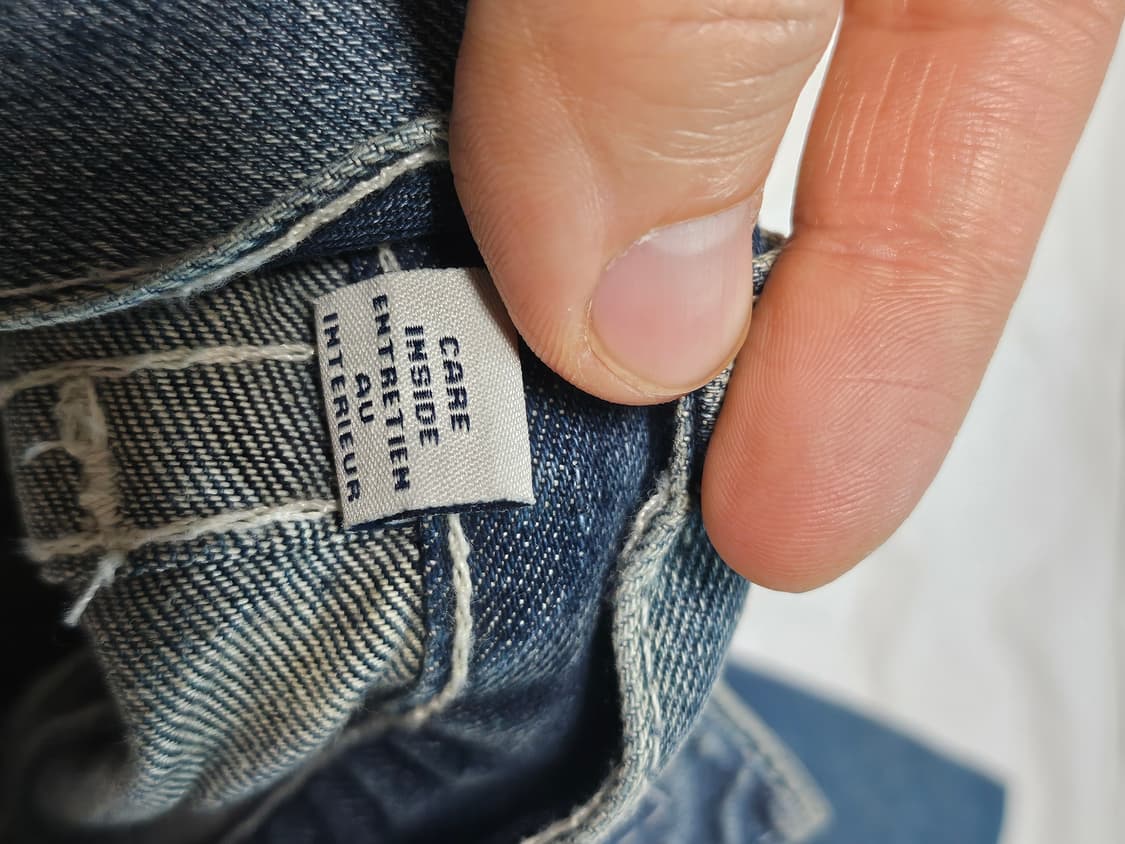 CARE
INSIDE
ENTRETIEN
AU
INTERIEUR